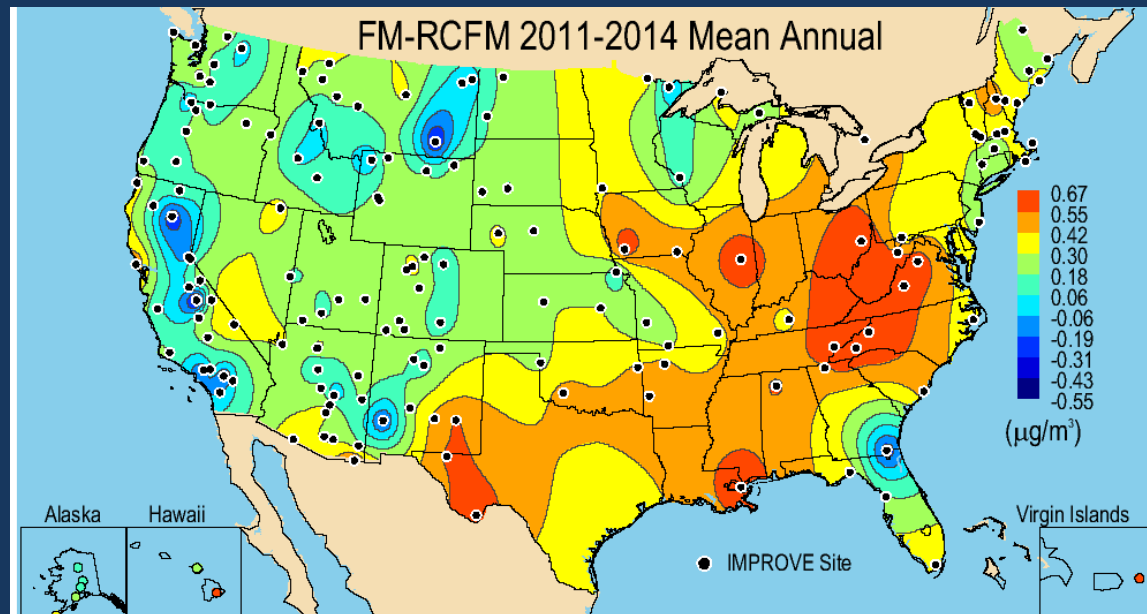 FM-RCFM 2011-2014 Mean Annual
0.67
0.55
0.42
0.30
0.18
0.06
-0.06
-0.19
-0.31
-0.43
-0.55
(µg/m³)
Alaska
Hawaii
Virgin Islands
IMPROVE Site